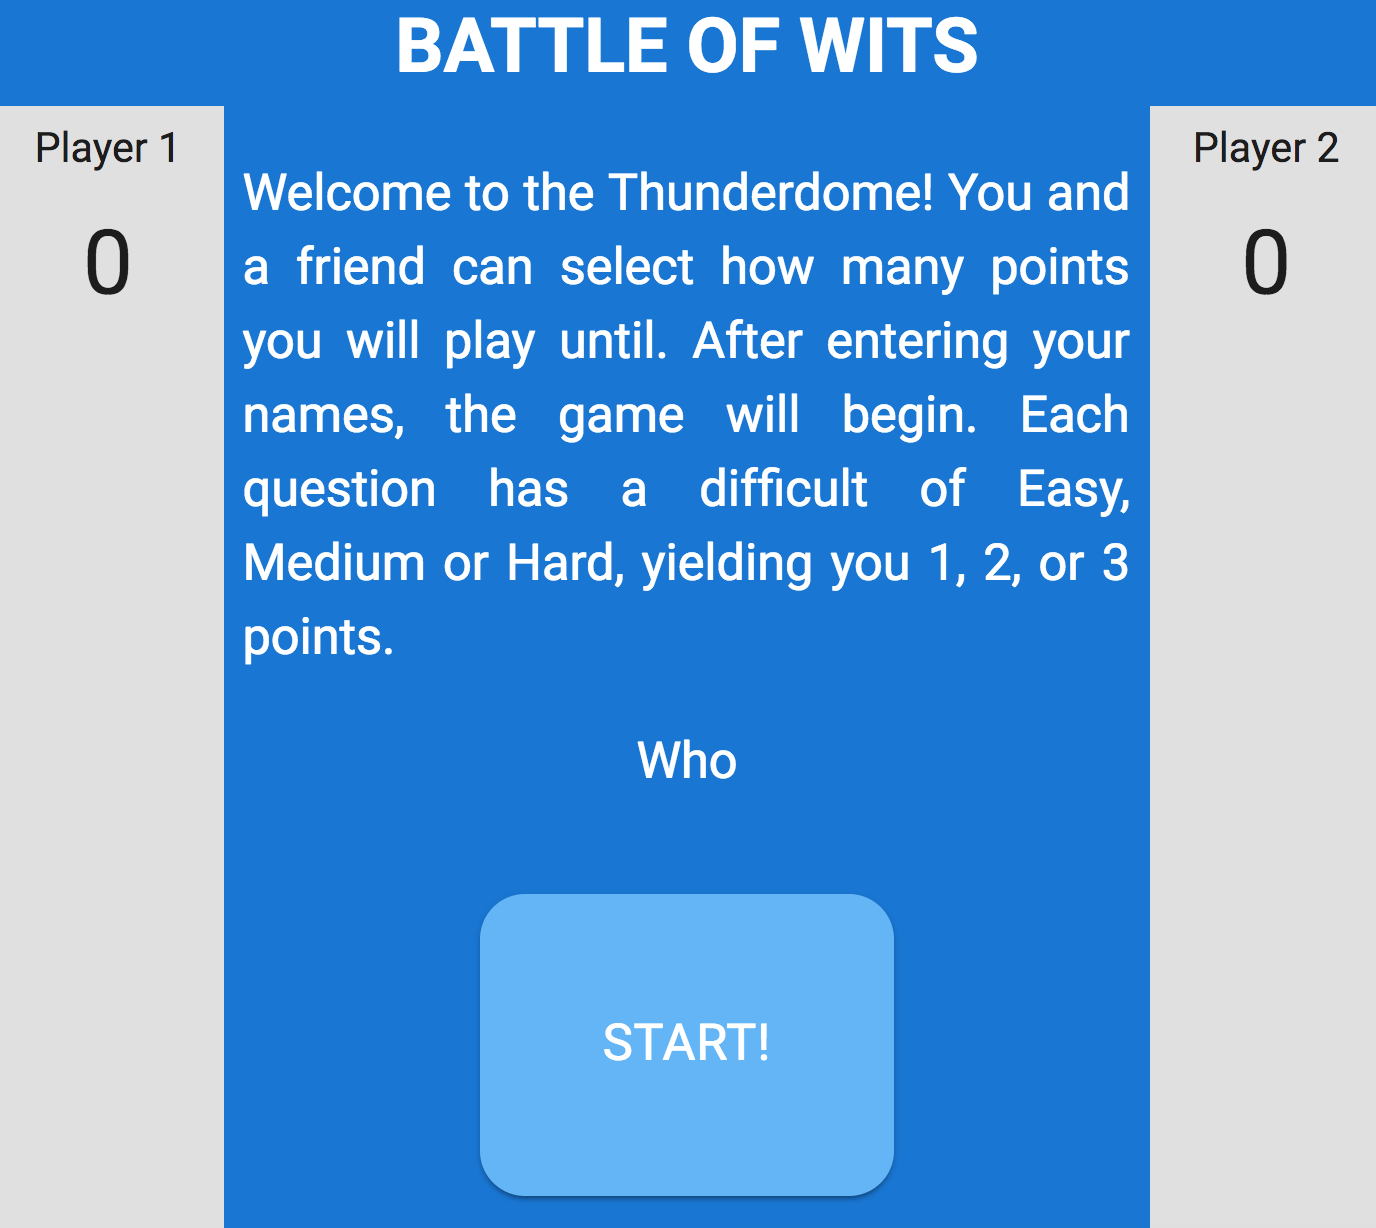 BATTLE OF WITS
Player 1
0
Welcome to the Thunderdome! You and
a friend can select how many points
you will play until. After entering your
names, the game will begin. Each
question has a difficult of Easy,
Medium or Hard, yielding you 1, 2, or 3
points.
Who
START!
Player 2
0